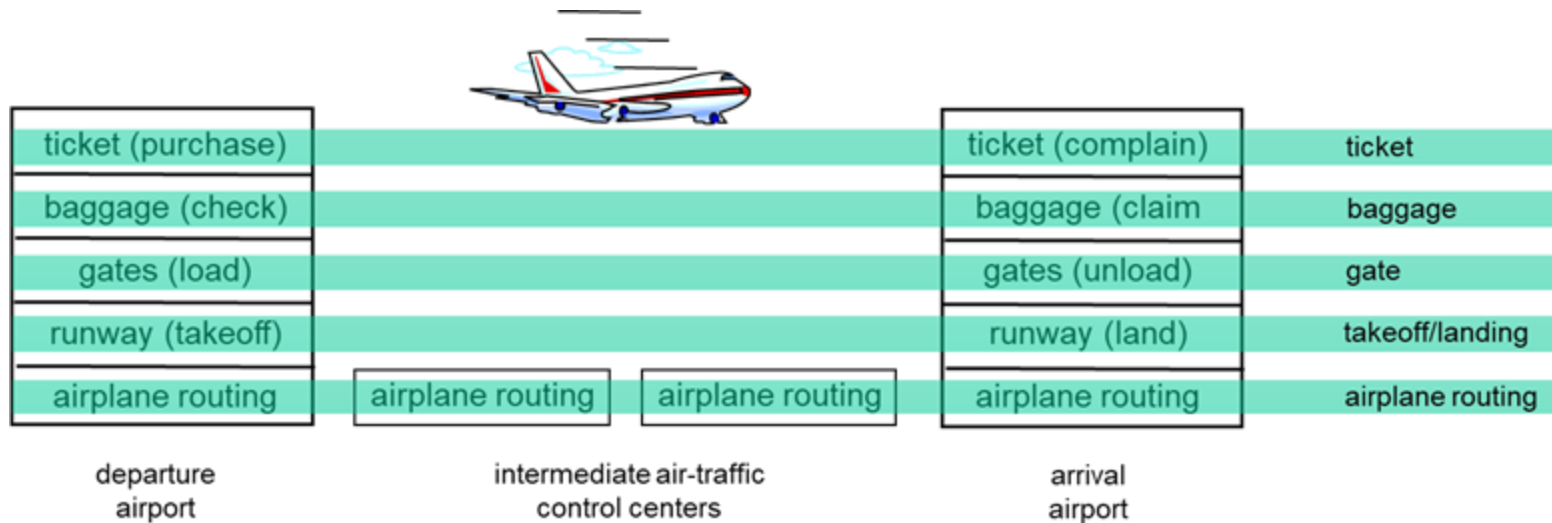 ticket (purchase) ticket (complain) ticket
baggage (check) baggage (claim baggage
gates (load) gates (unload) gate
runway (takeoff) runway (land) takeoff/landing
airplane routing airplane routing airplane routing airplane routing airplane routing
departure intermediate air-traffic arrival
airport control centers airport